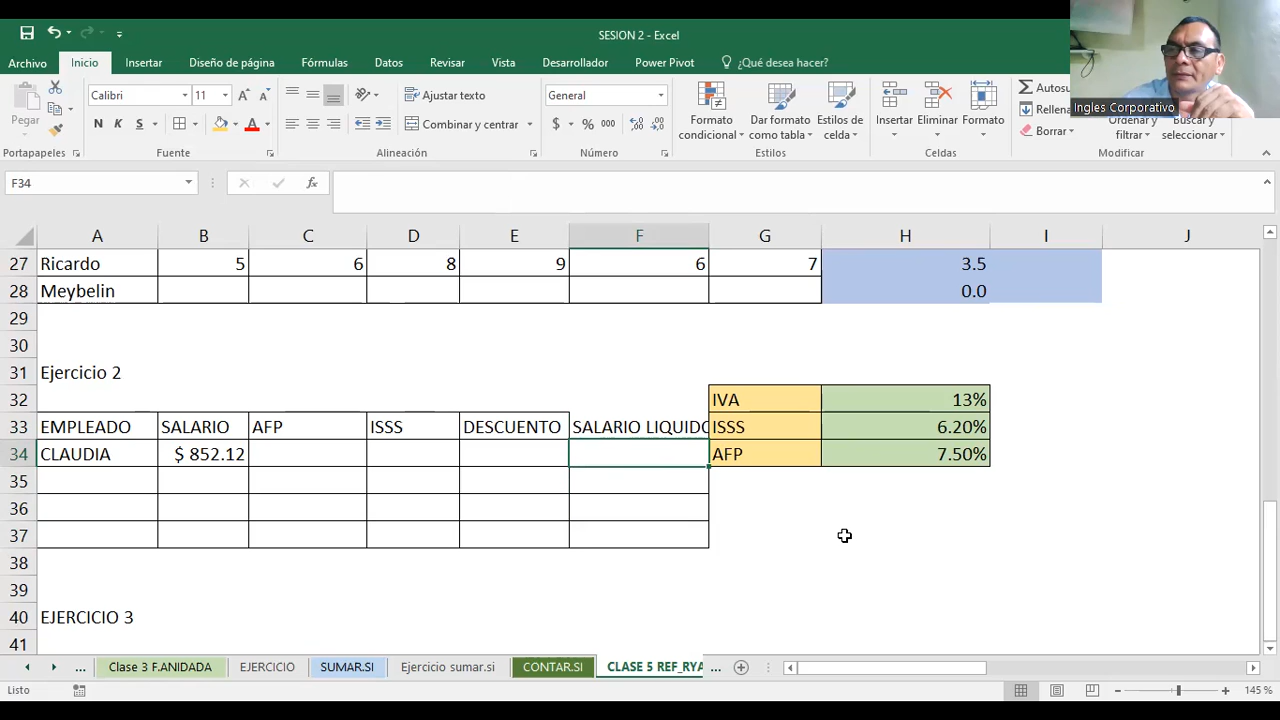 SESION 2 - Excel
Archivo Inicio Insertar Diseño de página Fórmulas Datos Revisar Vista Desarrollador Power Pivot ¿Qué desea hacer?
Pegar
Portapapeles
Calibri 11
N K S
Fuente
Ajustar texto
Combinar y centrar
Alineación
General
$ % 000
Número
Formato condicional
Dar formato como tabla
Estilos de celda
Estilos
Insertar Eliminar Formato
Celdas
Autosu
Rellena
Borrar
Ordenar y filtrar
Buscar y seleccionar
Modificar
Ingles Corporativo
F34
A B C D E F G H I J
27 Ricardo 5 6 8 9 6 7 3.5
28 Meybelin 0.0
29
30
31 Ejercicio 2
32 IVA 13%
33 EMPLEADO SALARIO AFP ISSS DESCUENTO SALARIO LIQUIDO ISSS 6.20%
34 CLAUDIA $ 852.12 AFP 7.50%
35
36
37
38
39
40 EJERCICIO 3
41
... Clase 3 F.ANIDADA EJERCICIO SUMAR.SI Ejercicio sumar.si CONTAR.SI CLASE 5 REF_RYA ...
Listo 145 %